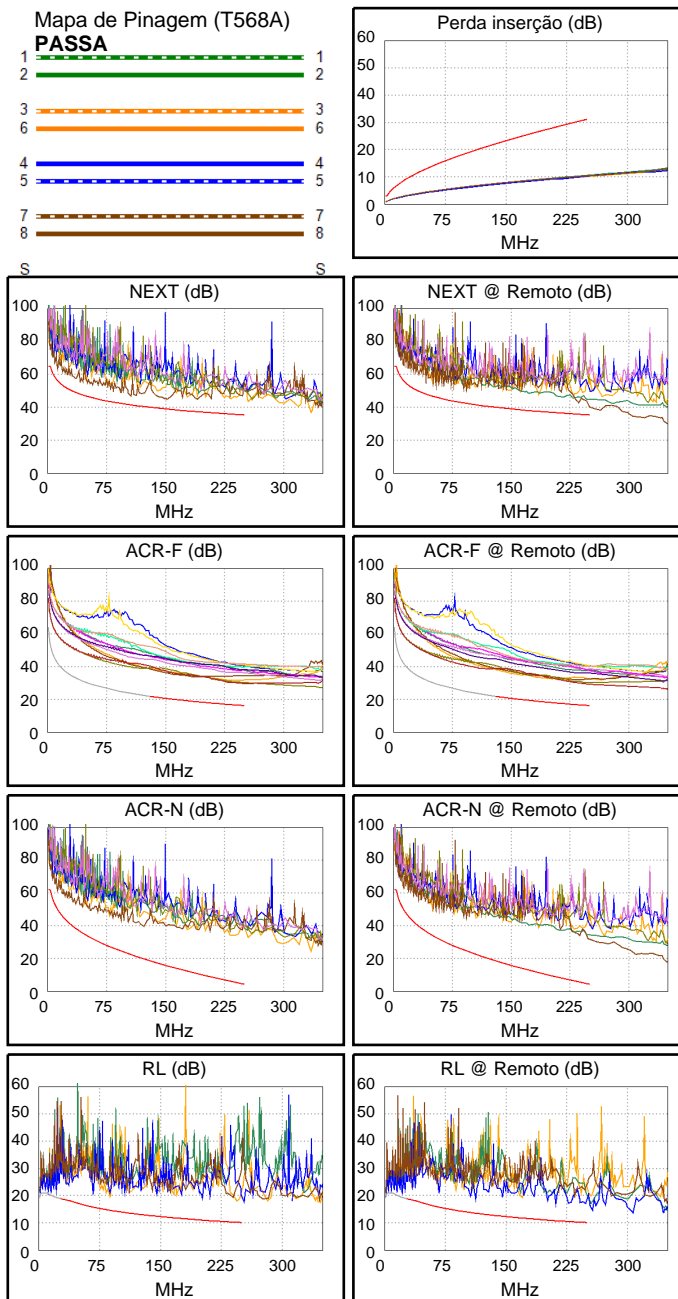 Mapa de Pinagem (T568A)
PASSA
1 1
2 2
3 3
6 6
4 4
5 5
7 7
8 8
S S
Perda inserção (dB)
60
50
40
30
20
10
0
0 75 150 225 300
MHz
NEXT (dB)
100
80
60
40
20
0
0 75 150 225 300
MHz
NEXT @ Remoto (dB)
100
80
60
40
20
0
0 75 150 225 300
MHz
ACR-F (dB)
100
80
60
40
20
0
0 75 150 225 300
MHz
ACR-F @ Remoto (dB)
100
80
60
40
20
0
0 75 150 225 300
MHz
ACR-N (dB)
100
80
60
40
20
0
0 75 150 225 300
MHz
ACR-N @ Remoto (dB)
100
80
60
40
20
0
0 75 150 225 300
MHz
RL (dB)
60
50
40
30
20
10
0
0 75 150 225 300
MHz
RL @ Remoto (dB)
60
50
40
30
20
10
0
0 75 150 225 300
MHz